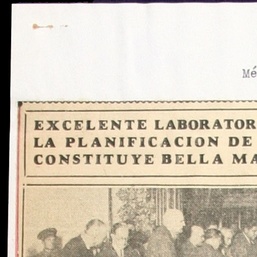 Mé
EXCELENTE LABORATOR
LA PLANIFICACION DE
CONSTITUYE BELLA MA